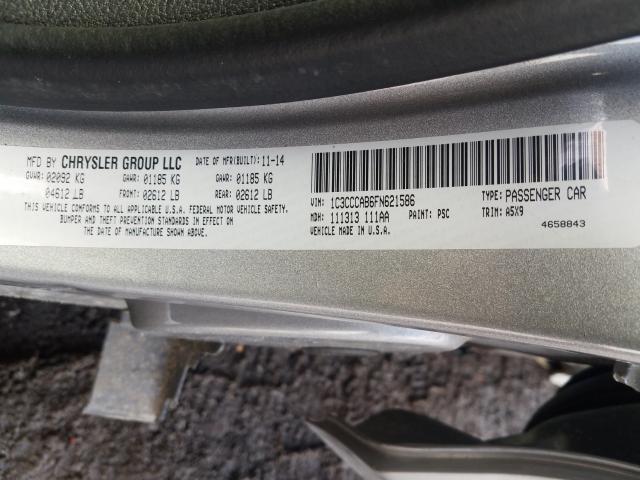 MFD BY CHRYSLER GROUP LLC DATE OF MFR(BUILT): 11-14
GVWR: 02092 KG GAWR: 01185 KG GAWR: 01185 KG
04612 LB FRONT: 02612 LB REAR: 02612 LB
THIS VEHICLE CONFORMS TO ALL APPLICABLE U.S.A. FEDERAL MOTOR VEHICLE SAFETY,
BUMPER AND THEFT PREVENTION STANDARDS IN EFFECT ON
THE DATE OF MANUFACTURE SHOWN ABOVE.
VIN: 1C3CCCAB6FN621586 TYPE: PASSENGER CAR
MDH: 111313 111AA PAINT: PSC TRIM: A5X9
VEHICLE MADE IN U.S.A. 4658843